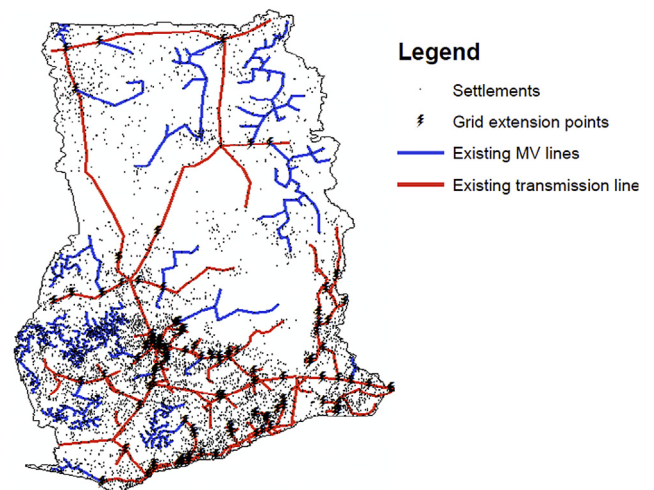 Legend
Settlements
Grid extension points
Existing MV lines
Existing transmission line